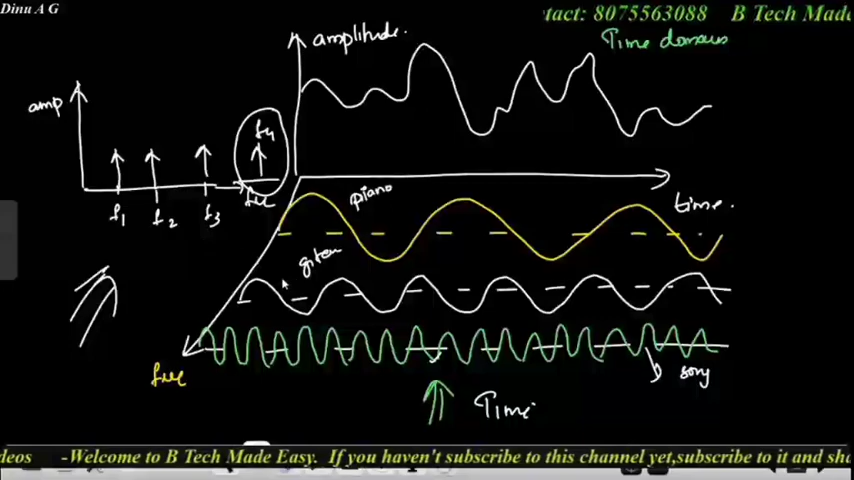 Dinu A G
tact: 8075563088 B Tech Made
Time domain
amplitude.
amp
f4
f1 f2 f3
piano
time.
song
Time
deos -Welcome to B Tech Made Easy. If you haven't subscribe to this channel yet,subscribe to it and sha